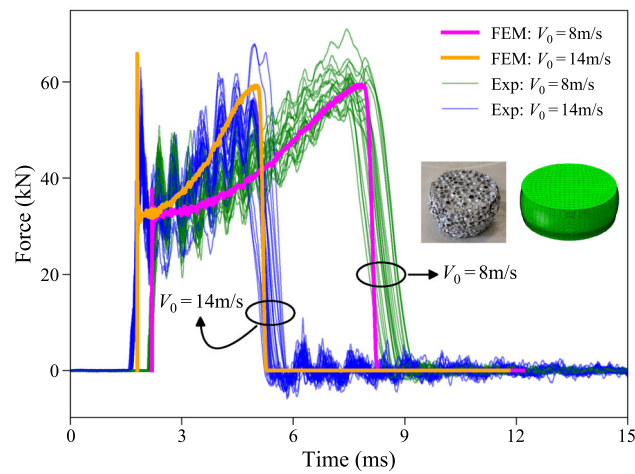 FEM: V₀ = 8m/s
FEM: V₀ = 14m/s
Exp: V₀ = 8m/s
Exp: V₀ = 14m/s
60
40
20
0
Force (kN)
V₀ = 8m/s
V₀ = 14m/s
0 3 6 9 12 15
Time (ms)